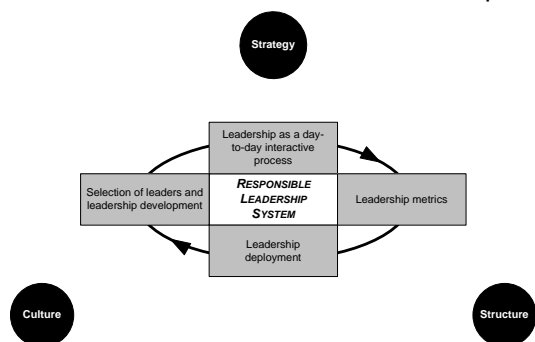 Strategy
Leadership as a day-
to-day interactive
process
Selection of leaders and
leadership development
RESPONSIBLE
LEADERSHIP
SYSTEM
Leadership metrics
Leadership
deployment
Culture
Structure